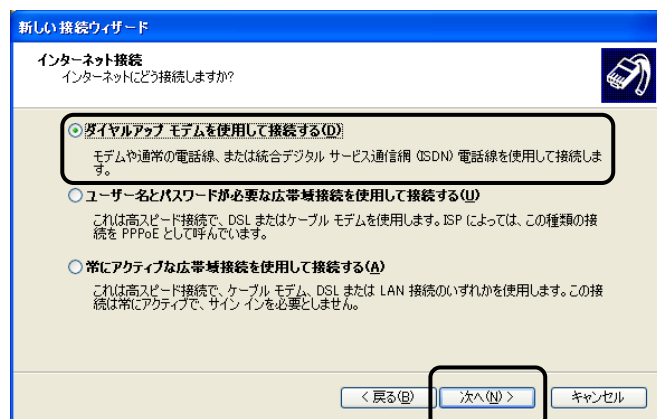 新しい接続ウィザード
インターネット接続
インターネットにどう接続しますか?
ダイヤルアップ モデムを使用して接続する(D)
モデムや通常の電話線、または統合デジタル サービス通信網 (ISDN) 電話線を使用して接続しま
す。
ユーザー名とパスワードが必要な広帯域接続を使用して接続する(U)
これは高スピード接続で、DSL またはケーブル モデムを使用します。ISP によっては、この種類の接
続を PPPoE として呼んでいます。
常にアクティブな広帯域接続を使用して接続する(A)
これは高スピード接続で、ケーブル モデム、DSL または LAN 接続のいずれかを使用します。この接
続は常にアクティブで、サイン インを必要としません。
< 戻る(B) 次へ(N) > キャンセル